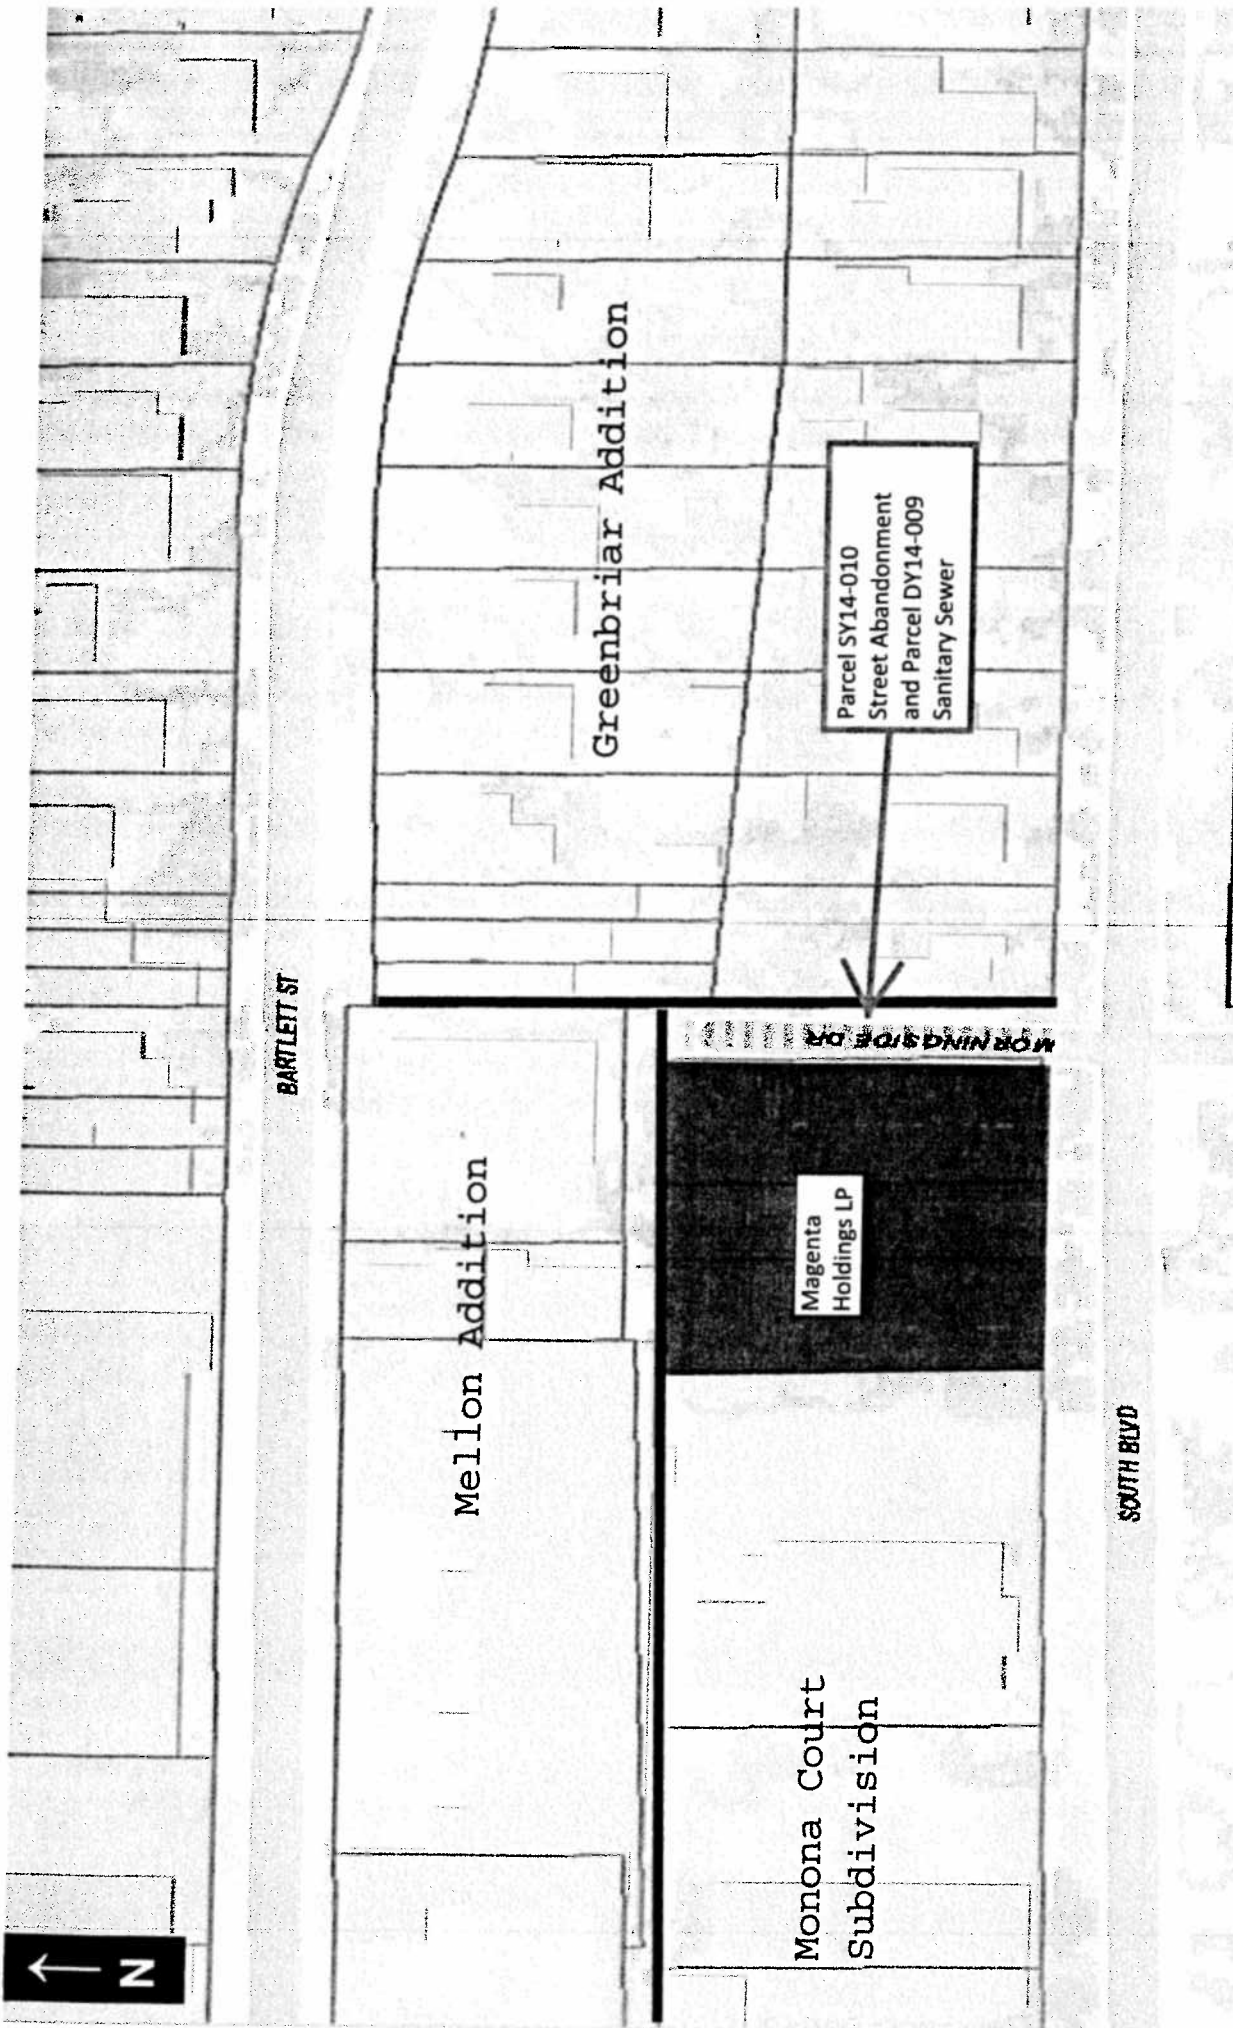 N
BARTLETT ST
Mellon Addition
Greenbriar Addition
Parcel SY14-010
Street Abandonment
and Parcel DY14-009
Sanitary Sewer
MORNINGSIDE DR
Magenta
Holdings LP
Monona Court
Subdivision
SOUTH BLVD